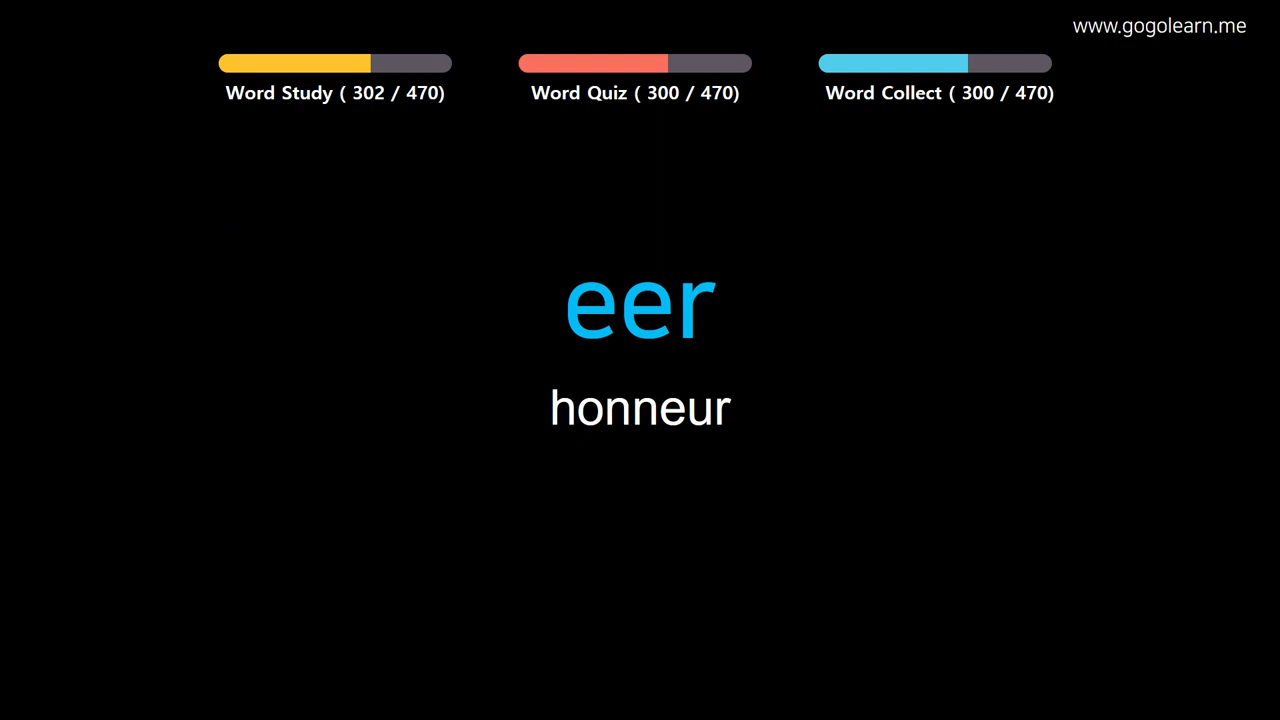 www.gogolearn.me
Word Study ( 302 / 470)
Word Quiz ( 300 / 470)
Word Collect ( 300 / 470)
eer
honneur